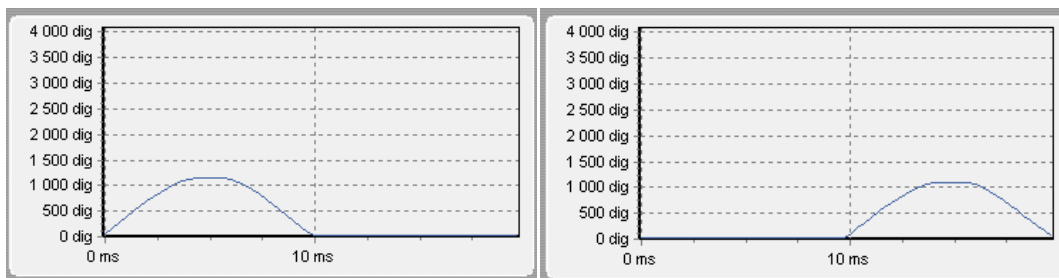 4 000 dig
3 500 dig
3 000 dig
2 500 dig
2 000 dig
1 500 dig
1 000 dig
500 dig
0 dig
0 ms 10 ms
4 000 dig
3 500 dig
3 000 dig
2 500 dig
2 000 dig
1 500 dig
1 000 dig
500 dig
0 dig
0 ms 10 ms